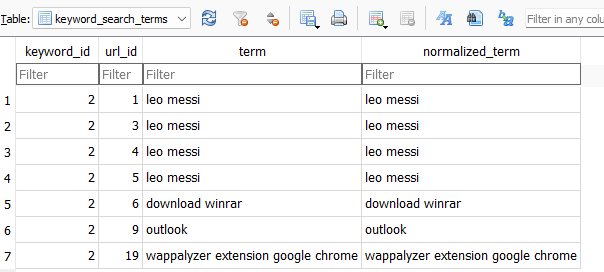 Table: keyword_search_terms Filter in any colu
keyword_id url_id term normalized_term
Filter Filter Filter Filter
1 2 1 leo messi leo messi
2 2 3 leo messi leo messi
3 2 4 leo messi leo messi
4 2 5 leo messi leo messi
5 2 6 download winrar download winrar
6 2 9 outlook outlook
7 2 19 wappalyzer extension google chrome wappalyzer extension google chrome